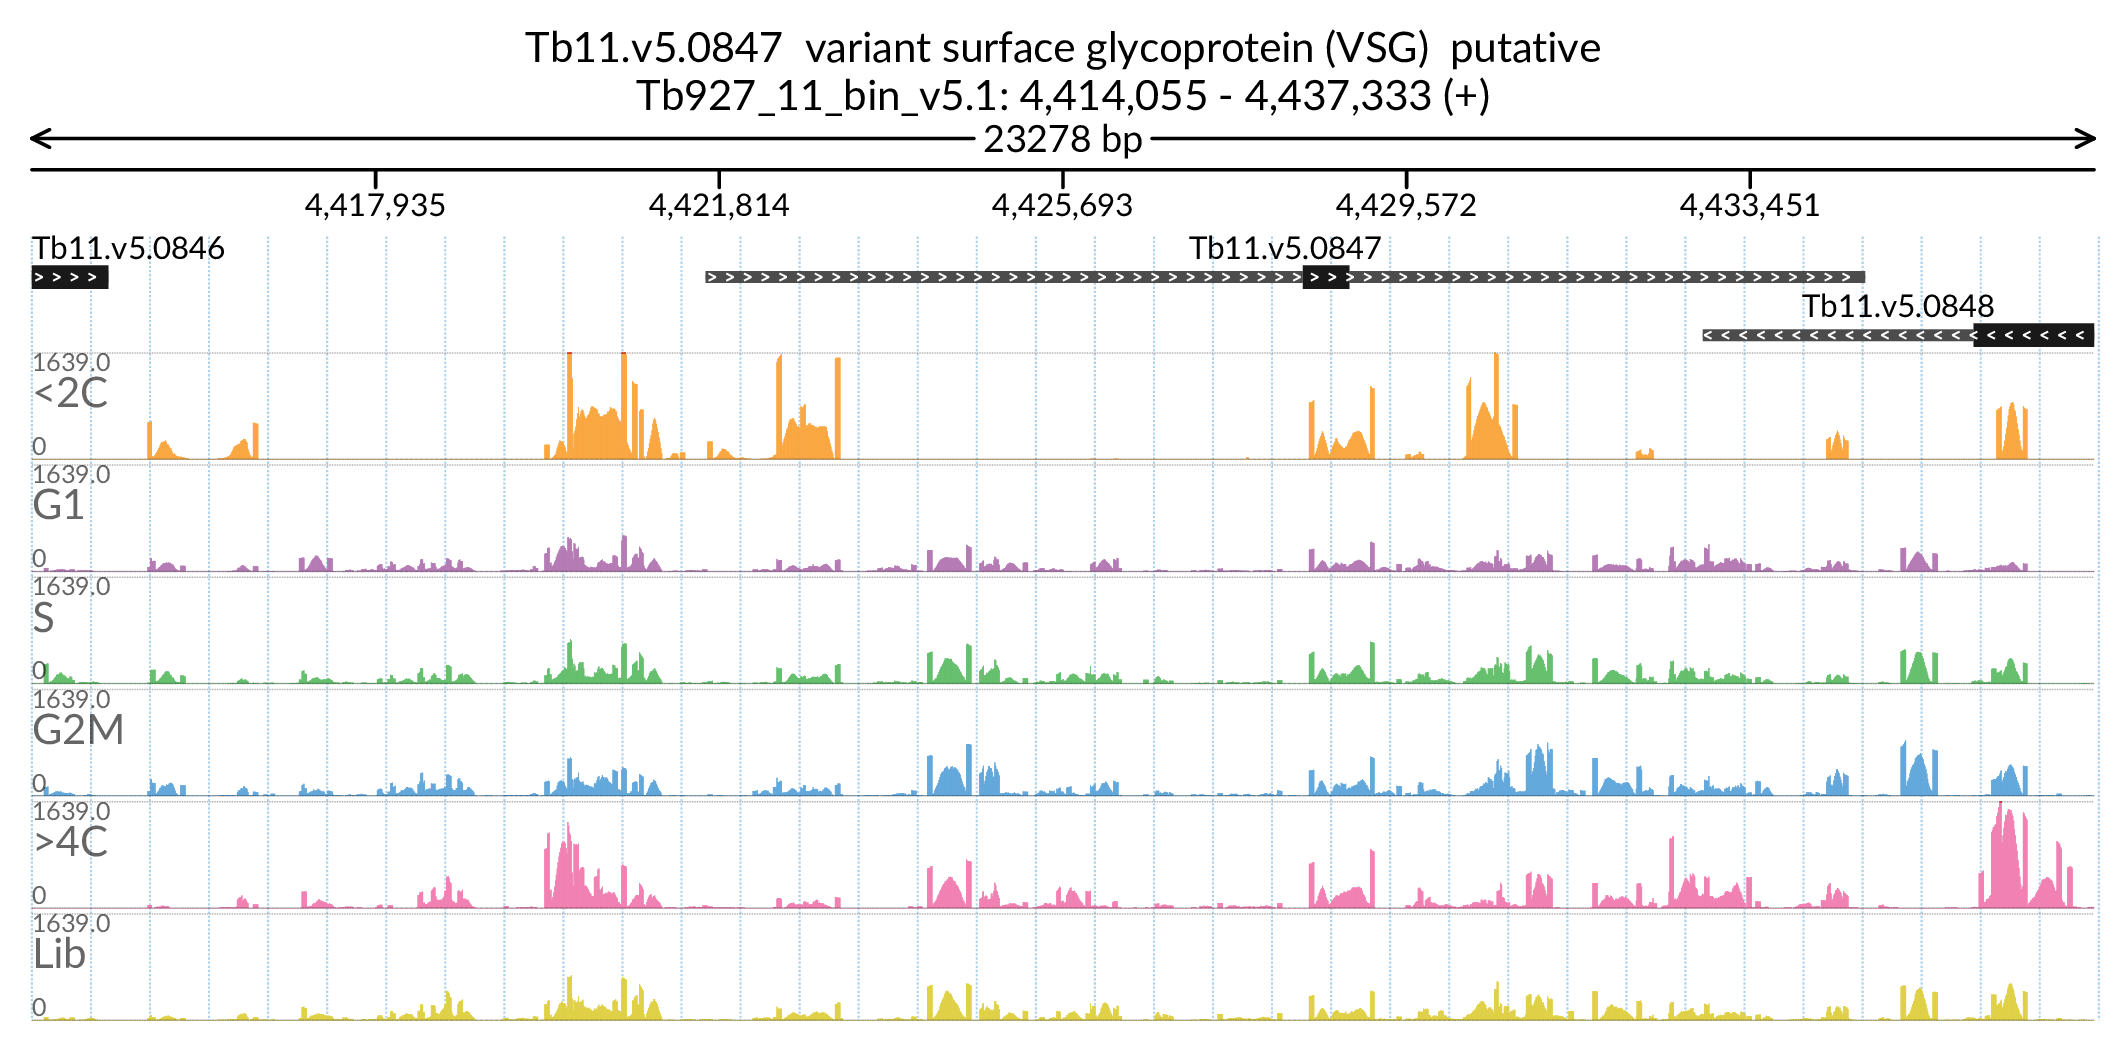 Tb11.v5.0847  variant surface glycoprotein (VSG)  putative
Tb927_11_bin_v5.1: 4,414,055 - 4,437,333 (+)
23278 bp
4,417,935 4,421,814 4,425,693 4,429,572 4,433,451
Tb11.v5.0846 Tb11.v5.0847
Tb11.v5.0848
1639.0
<2C
0
1639.0
G1
0
1639.0
S
0
1639.0
G2M
0
1639.0
>4C
0
1639.0
Lib
0